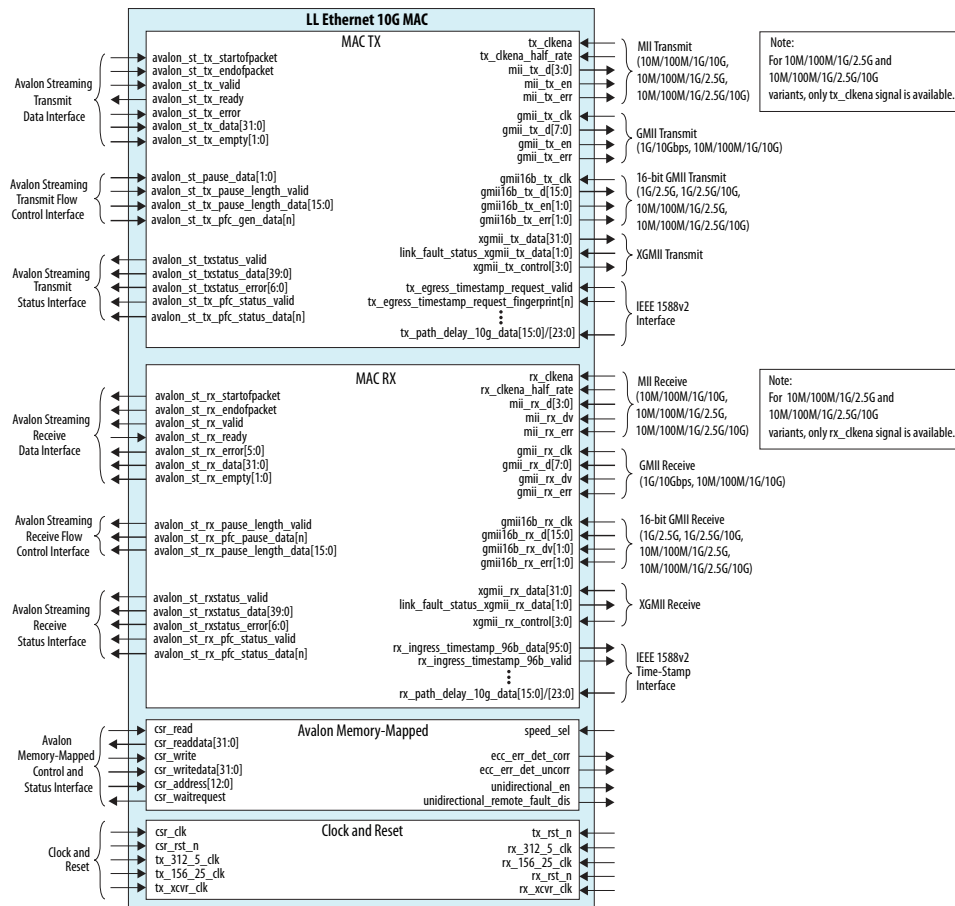 LL Ethernet 10G MAC
MAC TX
Avalon Streaming
Transmit
Data Interface
avalon_st_tx_startofpacket
avalon_st_tx_endofpacket
avalon_st_tx_valid
avalon_st_tx_ready
avalon_st_tx_error
avalon_st_tx_data[31:0]
avalon_st_tx_empty[1:0]
Avalon Streaming
Transmit Flow
Control Interface
avalon_st_pause_data[1:0]
avalon_st_tx_pause_length_valid
avalon_st_tx_pause_length_data[15:0]
avalon_st_tx_pfc_gen_data[n]
Avalon Streaming
Transmit
Status Interface
avalon_st_txstatus_valid
avalon_st_txstatus_data[39:0]
avalon_st_txstatus_error[6:0]
avalon_st_tx_pfc_status_valid
avalon_st_tx_pfc_status_data[n]
tx_clkena
tx_clkena_half_rate
mii_tx_d[3:0]
mii_tx_en
mii_tx_err
MII Transmit
(10M/100M/1G/10G,
10M/100M/1G/2.5G,
10M/100M/1G/2.5G/10G)
Note:
For 10M/100M/1G/2.5G and
10M/100M/1G/2.5G/10G
variants, only tx_clkena signal is available.
gmii_tx_clk
gmii_tx_d[7:0]
gmii_tx_en
gmii_tx_err
GMII Transmit
(1G/10Gbps, 10M/100M/1G/10G)
gmii16b_tx_clk
gmii16b_tx_d[15:0]
gmii16b_tx_en[1:0]
gmii16b_tx_err[1:0]
16-bit GMII Transmit
(1G/2.5G, 1G/2.5G/10G,
10M/100M/1G/2.5G,
10M/100M/1G/2.5G/10G)
xgmii_tx_data[31:0]
link_fault_status_xgmii_tx_data[1:0]
xgmii_tx_control[3:0]
XGMII Transmit
tx_egress_timestamp_request_valid
tx_egress_timestamp_request_fingerprint[n]
tx_path_delay_10g_data[15:0]/[23:0]
IEEE 1588v2
Interface
MAC RX
Avalon Streaming
Receive
Data Interface
avalon_st_rx_startofpacket
avalon_st_rx_endofpacket
avalon_st_rx_valid
avalon_st_rx_ready
avalon_st_rx_error[5:0]
avalon_st_rx_data[31:0]
avalon_st_rx_empty[1:0]
Avalon Streaming
Receive Flow
Control Interface
avalon_st_rx_pause_length_valid
avalon_st_rx_pfc_pause_data[n]
avalon_st_rx_pause_length_data[15:0]
Avalon Streaming
Receive
Status Interface
avalon_st_rxstatus_valid
avalon_st_rxstatus_data[39:0]
avalon_st_rxstatus_error[6:0]
avalon_st_rx_pfc_status_valid
avalon_st_rx_pfc_status_data[n]
rx_clkena
rx_clkena_half_rate
mii_rx_d[3:0]
mii_rx_dv
mii_rx_err
MII Receive
(10M/100M/1G/10G,
10M/100M/1G/2.5G,
10M/100M/1G/2.5G/10G)
Note:
For 10M/100M/1G/2.5G and
10M/100M/1G/2.5G/10G
variants, only rx_clkena signal is available.
gmii_rx_clk
gmii_rx_d[7:0]
gmii_rx_dv
gmii_rx_err
GMII Receive
(1G/10Gbps, 10M/100M/1G/10G)
gmii16b_rx_clk
gmii16b_rx_d[15:0]
gmii16b_rx_dv[1:0]
gmii16b_rx_err[1:0]
16-bit GMII Receive
(1G/2.5G, 1G/2.5G/10G,
10M/100M/1G/2.5G,
10M/100M/1G/2.5G/10G)
xgmii_rx_data[31:0]
link_fault_status_xgmii_rx_data[1:0]
xgmii_rx_control[3:0]
XGMII Receive
rx_ingress_timestamp_96b_data[95:0]
rx_ingress_timestamp_96b_valid
rx_path_delay_10g_data[15:0]/[23:0]
IEEE 1588v2
Time-Stamp
Interface
Avalon Memory-Mapped
Avalon
Memory-Mapped
Control and
Status Interface
csr_read
csr_readdata[31:0]
csr_write
csr_writedata[31:0]
csr_address[12:0]
csr_waitrequest
speed_sel
ecc_err_det_corr
ecc_err_det_uncorr
unidirectional_en
unidirectional_remote_fault_dis
Clock and Reset
Clock and
Reset
csr_clk
csr_rst_n
tx_312_5_clk
tx_156_25_clk
tx_xcvr_clk
tx_rst_n
rx_312_5_clk
rx_156_25_clk
rx_rst_n
rx_xcvr_clk